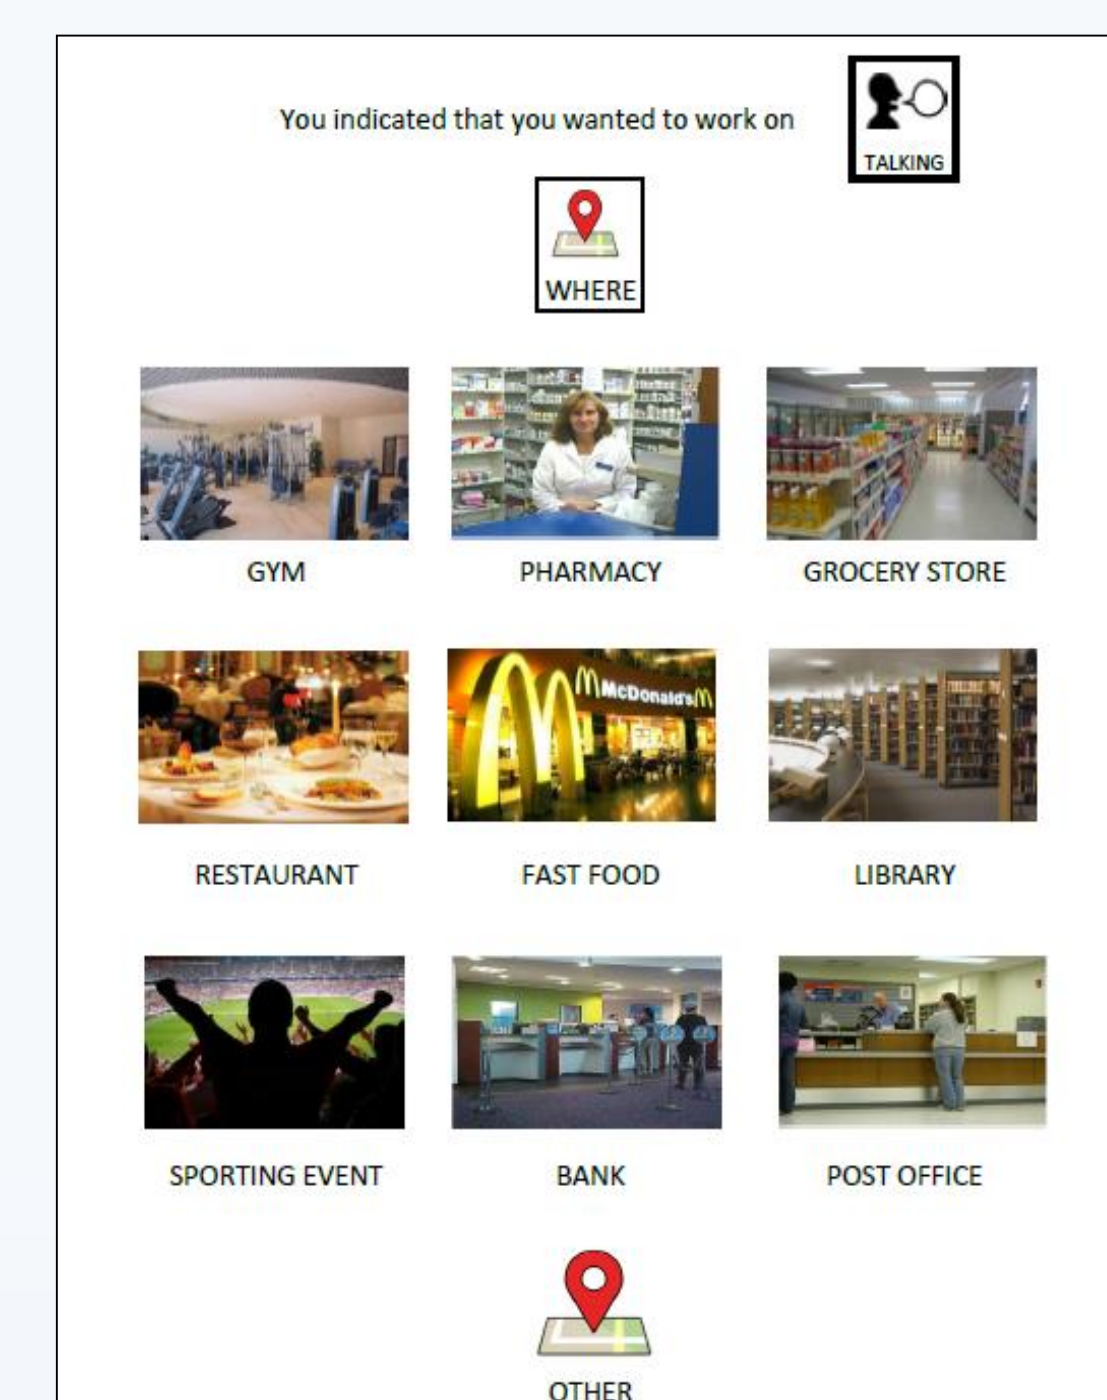 You indicated that you wanted to work on
TALKING
WHERE
GYM PHARMACY GROCERY STORE
McDonald's
RESTAURANT FAST FOOD LIBRARY
SPORTING EVENT BANK POST OFFICE
OTHER